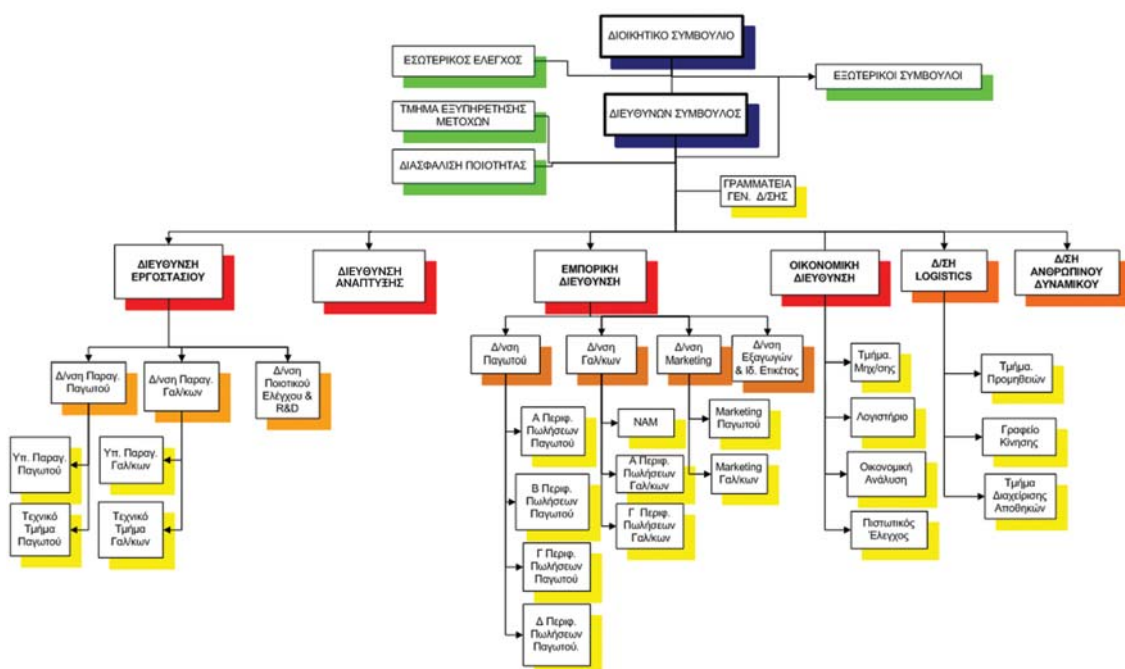 ΔΙΟΙΚΗΤΙΚΟ ΣΥΜΒΟΥΛΙΟ
ΕΣΩΤΕΡΙΚΟΣ ΕΛΕΓΧΟΣ
ΕΞΩΤΕΡΙΚΟΙ ΣΥΜΒΟΥΛΟΙ
ΤΜΗΜΑ ΕΞΥΠΗΡΕΤΗΣΗΣ
ΜΕΤΟΧΩΝ
ΔΙΕΥΘΥΝΩΝ ΣΥΜΒΟΥΛΟΣ
ΔΙΑΣΦΑΛΙΣΗ ΠΟΙΟΤΗΤΑΣ
ΓΡΑΜΜΑΤΕΙΑ
ΓΕΝ. Δ/ΣΗΣ
ΔΙΕΥΘΥΝΣΗ
ΕΡΓΟΣΤΑΣΙΟΥ
ΔΙΕΥΘΥΝΣΗ
ΑΝΑΠΤΥΞΗΣ
ΕΜΠΟΡΙΚΗ
ΔΙΕΥΘΥΝΣΗ
ΟΙΚΟΝΟΜΙΚΗ
ΔΙΕΥΘΥΝΣΗ
Δ/ΣΗ
LOGISTICS
Δ/ΣΗ
ΑΝΘΡΩΠΙΝΟΥ
ΔΥΝΑΜΙΚΟΥ
Δ/νση Παραγ.
Παγωτού
Δ/νση Παραγ.
Γαλ/κων
Δ/νση
Ποιοτικού
Ελέγχου &
R&D
Δ/νση
Παγωτού
Δ/νση
Γαλ/κων
Δ/νση
Marketing
Δ/νση
Εξαγωγών
& Ιδ. Ετικέτας
Τμήμα.
Μηχ/σης
Τμήμα.
Προμηθειών
Υπ. Παραγ.
Παγωτού
Υπ. Παραγ.
Γαλ/κων
Τεχνικό
Τμήμα
Παγωτού
Τεχνικό
Τμήμα
Γαλ/κων
Α Περιφ.
Πωλήσεων
Παγωτού
Β Περιφ.
Πωλήσεων
Παγωτού
Γ Περιφ.
Πωλήσεων
Παγωτού
Δ Περιφ.
Πωλήσεων
Παγωτού.
NAM
Α Περιφ.
Πωλήσεων
Γαλ/κων
Γ Περιφ.
Πωλήσεων
Γαλ/κων
Marketing
Παγωτού
Marketing
Γαλ/κων
Λογιστήριο
Οικονομική
Ανάλυση
Πιστωτικός
Έλεγχος
Γραφείο
Κίνησης
Τμήμα
Διαχείρισης
Αποθηκών